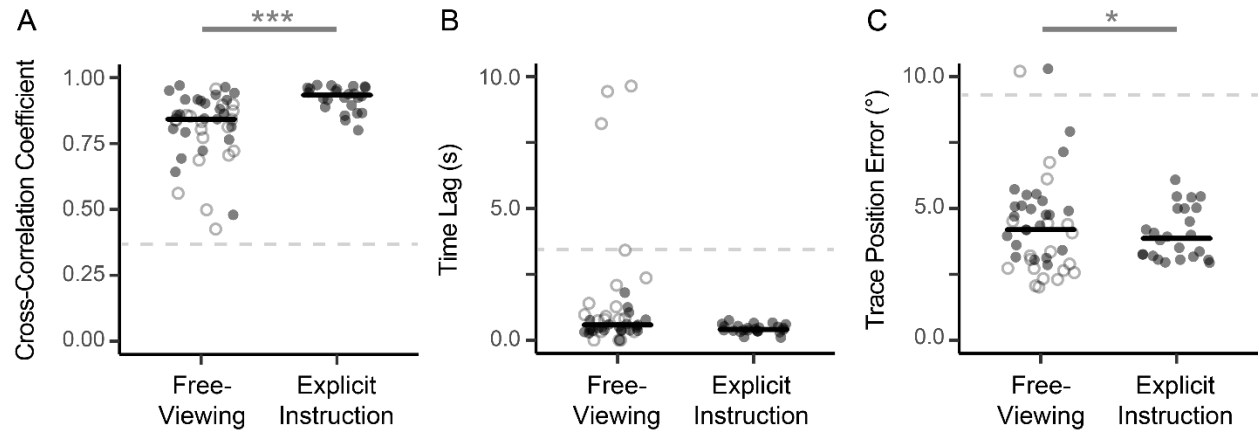 A
***
Cross-Correlation Coefficient
1.00
0.75
0.50
0.25
0.00
Free-
Viewing
Explicit
Instruction
B
Time Lag (s)
10.0
5.0
0.0
Free-
Viewing
Explicit
Instruction
C
*
Trace Position Error (°)
10.0
5.0
0.0
Free-
Viewing
Explicit
Instruction